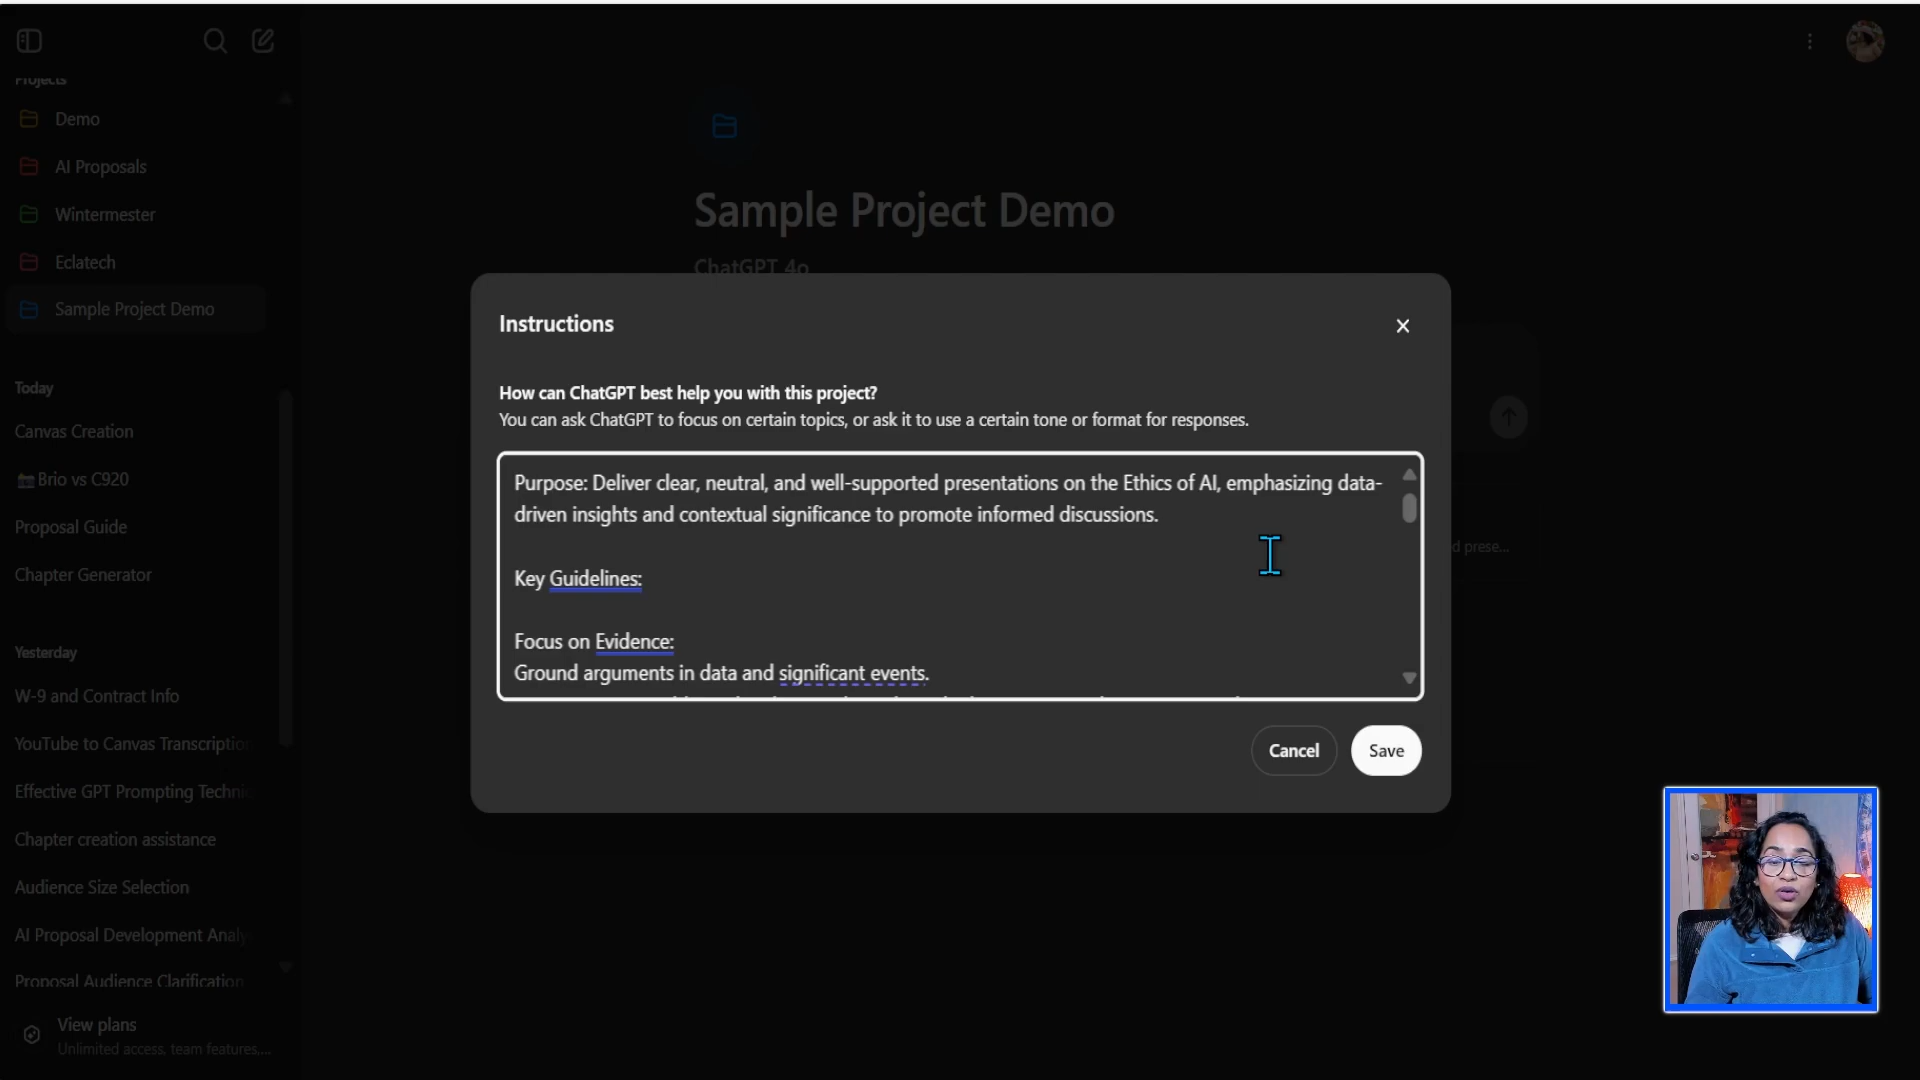 Projects
Demo
AI Proposals
Wintermester
Eclatech
Sample Project Demo
Today
Canvas Creation
Brio vs C920
Proposal Guide
Chapter Generator
Yesterday
W-9 and Contract Info
YouTube to Canvas Transcription
Effective GPT Prompting Technic
Chapter creation assistance
Audience Size Selection
AI Proposal Development Analy
Proposal Audience Clarification
View plans
Unlimited access, team features,...
Sample Project Demo
ChatGPT 4o
Instructions
How can ChatGPT best help you with this project?
You can ask ChatGPT to focus on certain topics, or ask it to use a certain tone or format for responses.
Purpose: Deliver clear, neutral, and well-supported presentations on the Ethics of AI, emphasizing data-
driven insights and contextual significance to promote informed discussions.
Key Guidelines:
Focus on Evidence:
Ground arguments in data and significant events.
d prese...
Cancel
Save